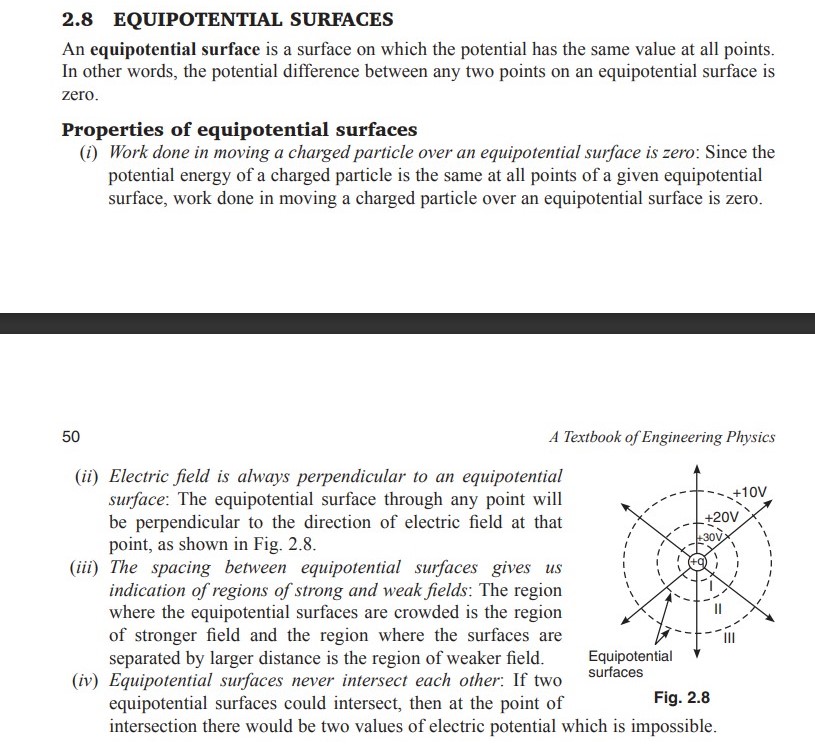 2.8 EQUIPOTENTIAL SURFACES
An equipotential surface is a surface on which the potential has the same value at all points.
In other words, the potential difference between any two points on an equipotential surface is
zero.
Properties of equipotential surfaces
(i) Work done in moving a charged particle over an equipotential surface is zero: Since the
potential energy of a charged particle is the same at all points of a given equipotential
surface, work done in moving a charged particle over an equipotential surface is zero.
50
A Textbook of Engineering Physics
(ii) Electric field is always perpendicular to an equipotential
surface: The equipotential surface through any point will
be perpendicular to the direction of electric field at that
point, as shown in Fig. 2.8.
(iii) The spacing between equipotential surfaces gives us
indication of regions of strong and weak fields: The region
where the equipotential surfaces are crowded is the region
of stronger field and the region where the surfaces are
separated by larger distance is the region of weaker field.
(iv) Equipotential surfaces never intersect each other: If two
equipotential surfaces could intersect, then at the point of
intersection there would be two values of electric potential which is impossible.
+10V
+20V
+30V
+q
I
II
III
Equipotential
surfaces
Fig. 2.8